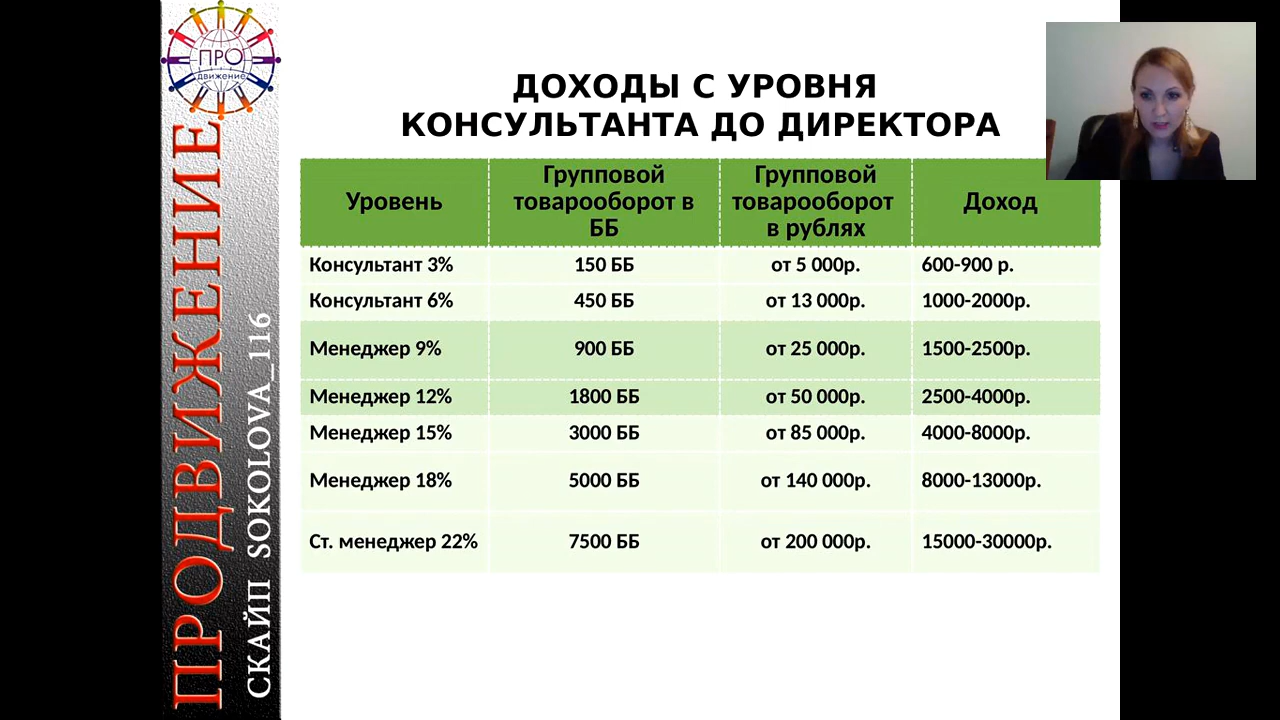 ПРО
движение
ПРОДВИЖЕНИЕ
СКАЙП SOKOLOVA_116
ДОХОДЫ С УРОВНЯ
КОНСУЛЬТАНТА ДО ДИРЕКТОРА
Уровень
Групповой
товарооборот в
ББ
Групповой
товарооборот
в рублях
Доход
Консультант 3% 150 ББ от 5 000р. 600-900 р.
Консультант 6% 450 ББ от 13 000р. 1000-2000р.
Менеджер 9% 900 ББ от 25 000р. 1500-2500р.
Менеджер 12% 1800 ББ от 50 000р. 2500-4000р.
Менеджер 15% 3000 ББ от 85 000р. 4000-8000р.
Менеджер 18% 5000 ББ от 140 000р. 8000-13000р.
Ст. менеджер 22% 7500 ББ от 200 000р. 15000-30000р.